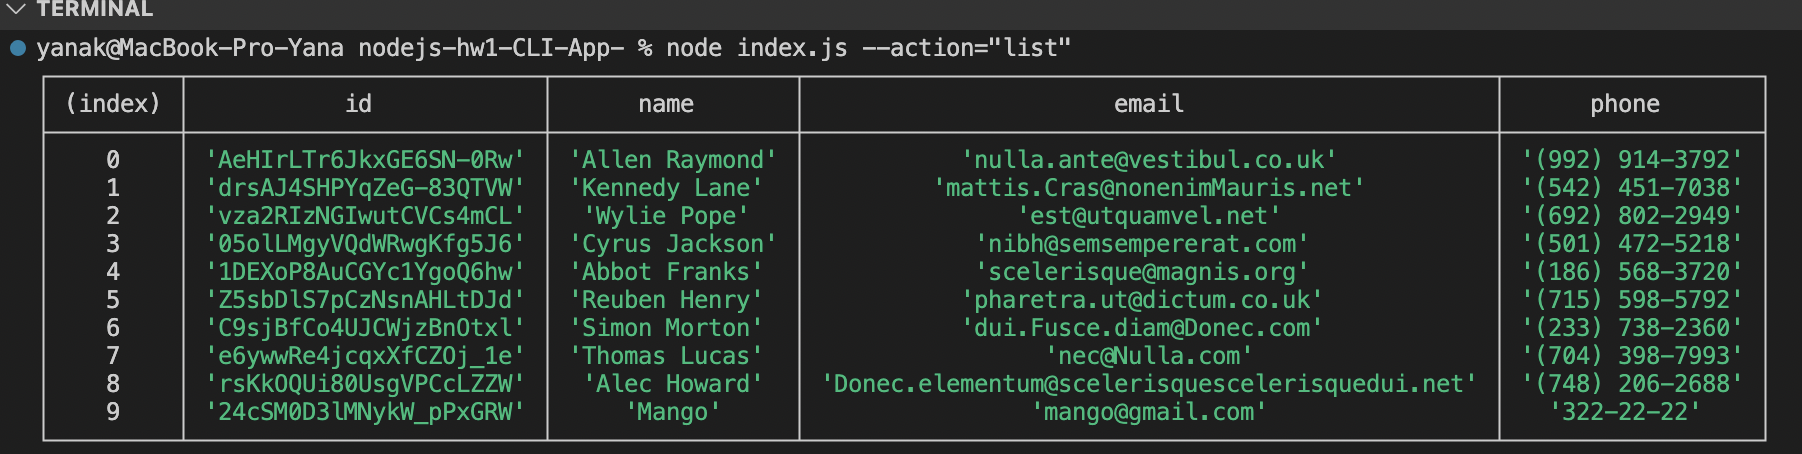 TERMINAL
yanak@MacBook-Pro-Yana nodejs-hw1-CLI-App- % node index.js --action="list"
(index) id name email phone
0 'AeHIrLTr6JkxGE6SN-0Rw' 'Allen Raymond' 'nulla.ante@vestibul.co.uk' '(992) 914-3792'
1 'drsAJ4SHPYqZeG-83QTVW' 'Kennedy Lane' 'mattis.Cras@nonenimMauris.net' '(542) 451-7038'
2 'vza2RIzNGIwutCVCs4mCL' 'Wylie Pope' 'est@utquamvel.net' '(692) 802-2949'
3 '05olLMgyVQdWRwgKfg5J6' 'Cyrus Jackson' 'nibh@semsempererat.com' '(501) 472-5218'
4 '1DEXoP8AuCGYc1YgoQ6hw' 'Abbot Franks' 'scelerisque@magnis.org' '(186) 568-3720'
5 'Z5sbDlS7pCzNsnAHLtDJd' 'Reuben Henry' 'pharetra.ut@dictum.co.uk' '(715) 598-5792'
6 'C9sjBfCo4UJCWjzBnOtxl' 'Simon Morton' 'dui.Fusce.diam@Donec.com' '(233) 738-2360'
7 'e6ywwRe4jcqxXfCZOj_1e' 'Thomas Lucas' 'nec@Nulla.com' '(704) 398-7993'
8 'rsKkOQUi80UsgVPCcLZZW' 'Alec Howard' 'Donec.elementum@scelerisquescelerisquedui.net' '(748) 206-2688'
9 '24cSM0D3lMNykW_pPxGRW' 'Mango' 'mango@gmail.com' '322-22-22'